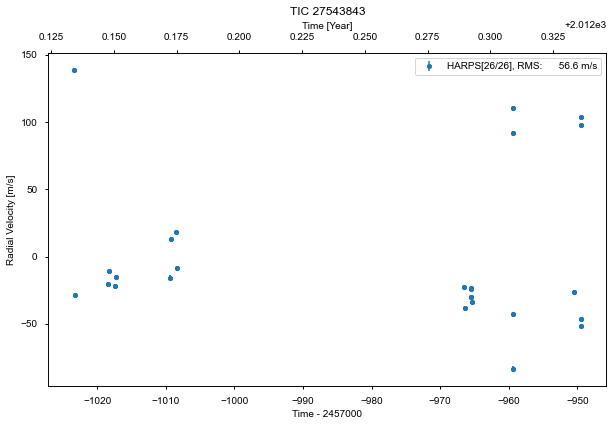 TIC 27543843
Time [Year]
+2.012e3
0.125 0.150 0.175 0.200 0.225 0.250 0.275 0.300 0.325
HARPS[26/26], RMS: 56.6 m/s
150
100
50
0
−50
Radial Velocity [m/s]
−1020 −1010 −1000 −990 −980 −970 −960 −950
Time - 2457000